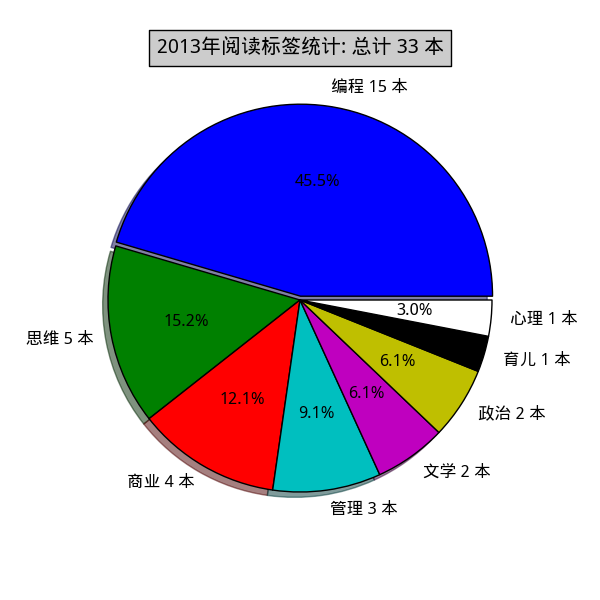 2013年阅读标签统计: 总计 33 本
编程 15 本
45.5%
思维 5 本
15.2%
商业 4 本
12.1%
管理 3 本
9.1%
文学 2 本
6.1%
政治 2 本
6.1%
育儿 1 本
心理 1 本
3.0%